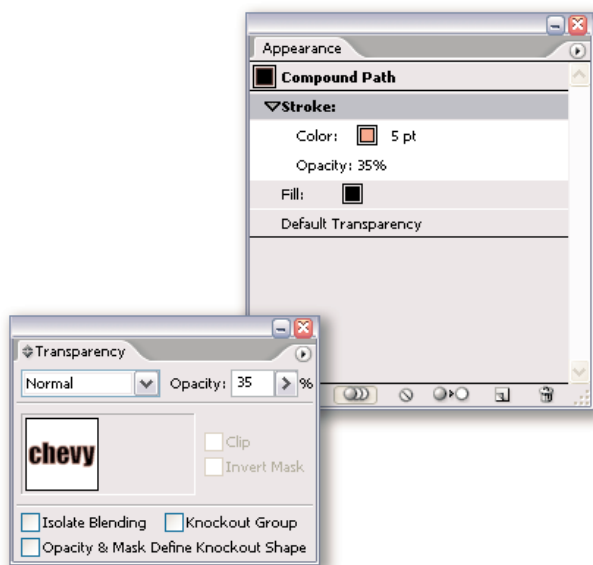 Appearance
Compound Path
Stroke:
Color: 5 pt
Opacity: 35%
Fill:
Default Transparency
Transparency
Normal Opacity: 35 %
chevy
Clip
Invert Mask
Isolate Blending Knockout Group
Opacity & Mask Define Knockout Shape